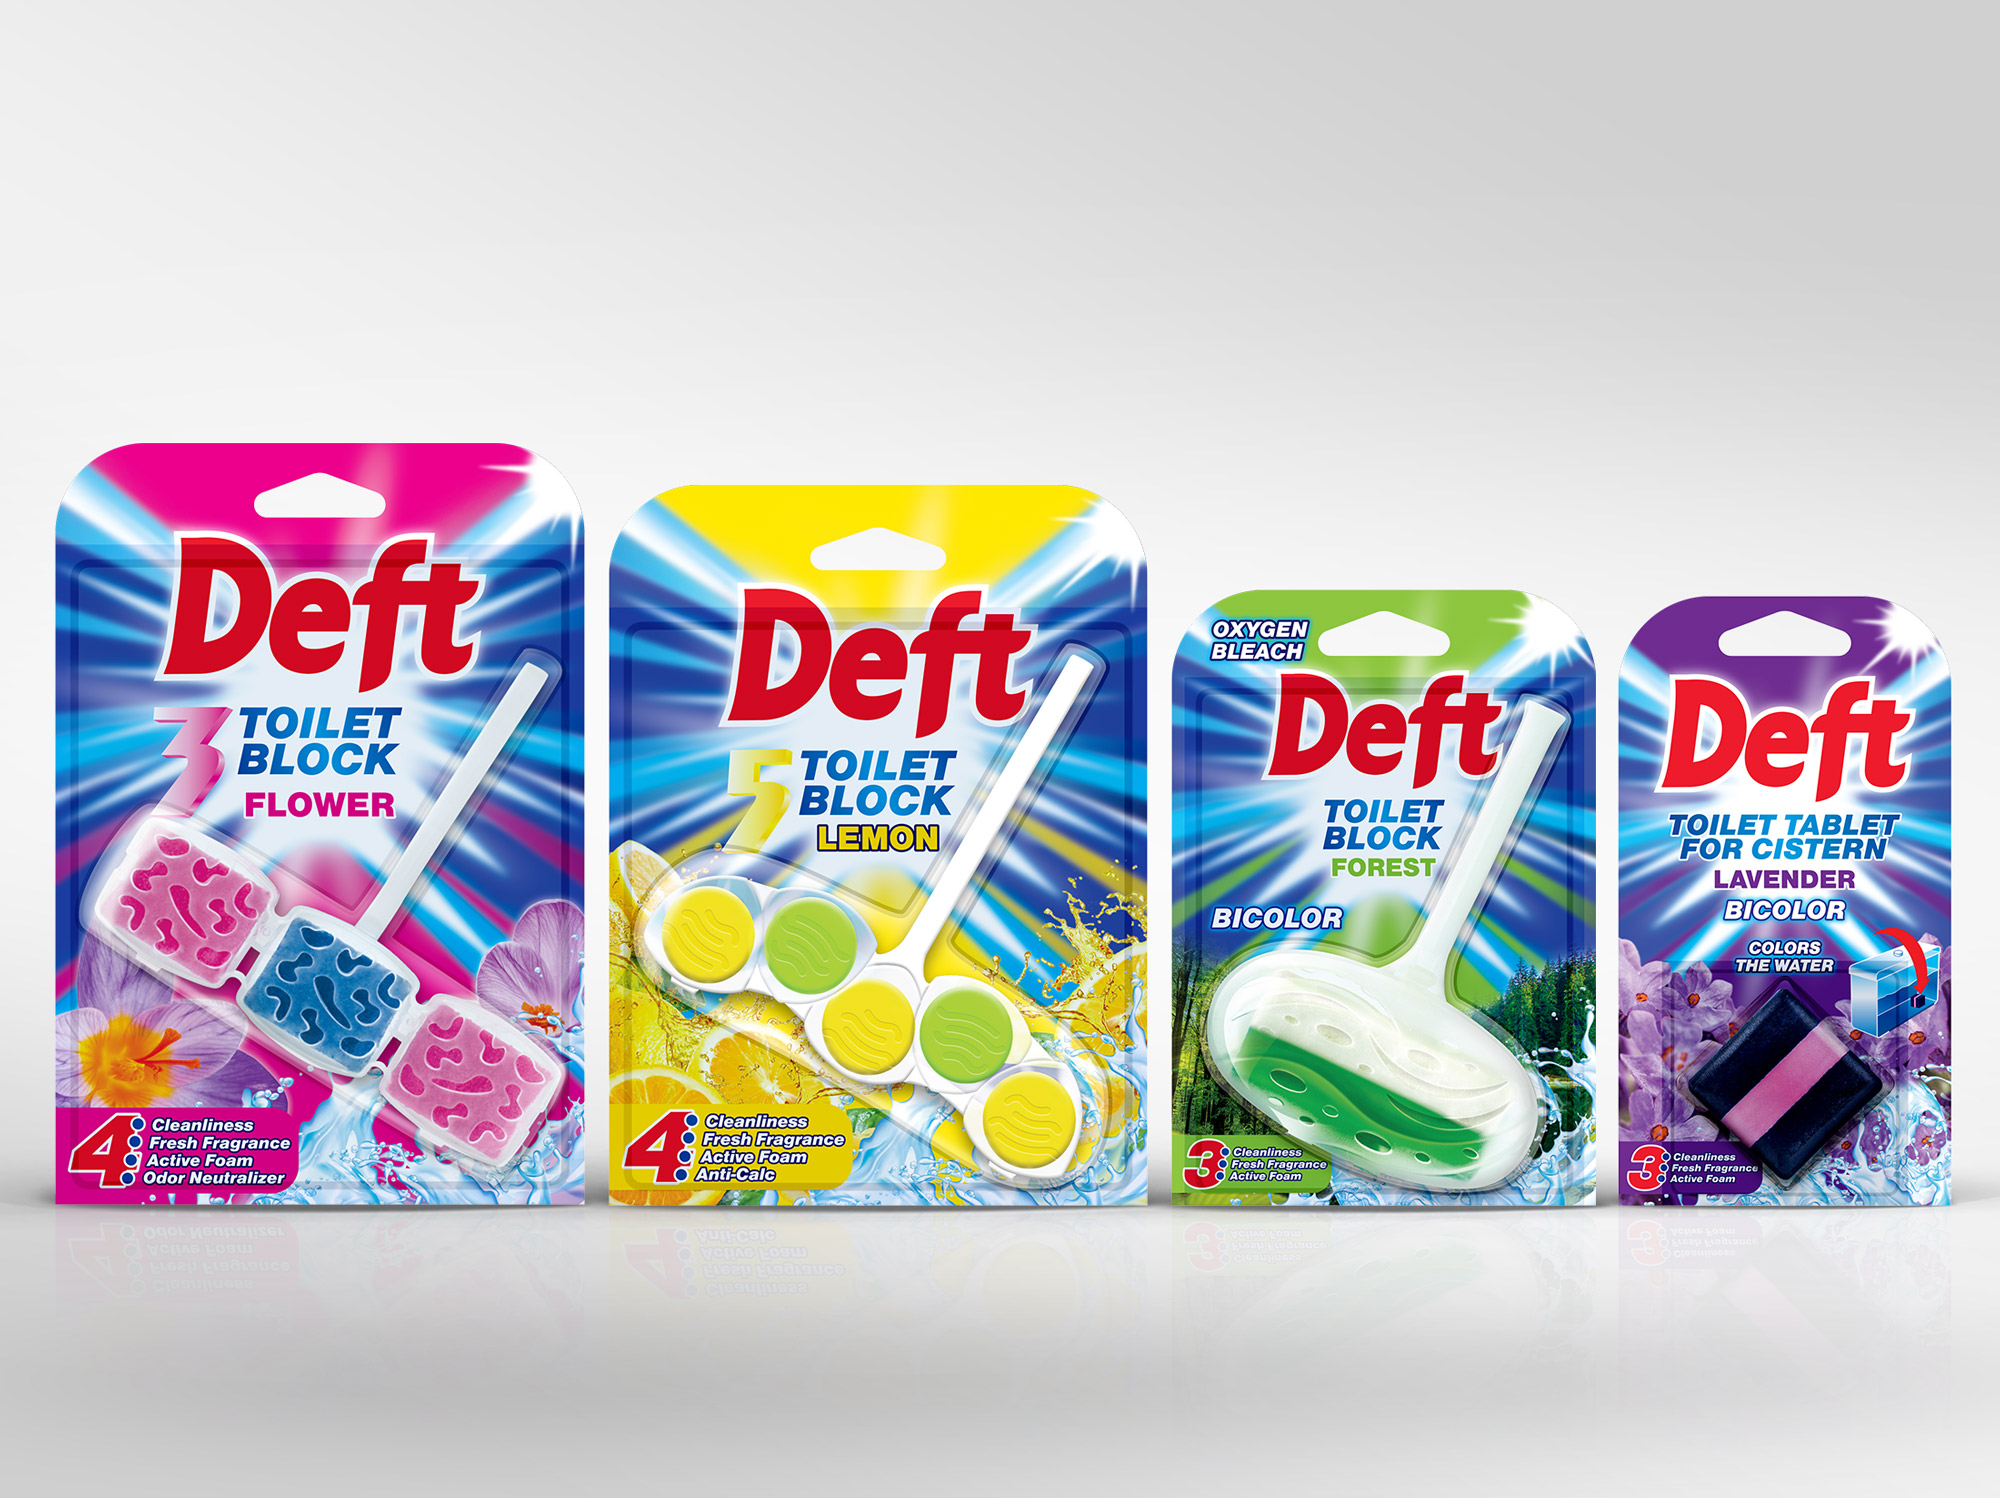 Deft
3 TOILET
BLOCK
FLOWER
4 Cleanliness
Fresh Fragrance
Active Foam
Odor Neutralizer
Deft
5 TOILET
BLOCK
LEMON
4 Cleanliness
Fresh Fragrance
Active Foam
Anti-Calc
OXYGEN
BLEACH
Deft
TOILET
BLOCK
FOREST
BICOLOR
3 Cleanliness
Fresh Fragrance
Active Foam
Deft
TOILET TABLET
FOR CISTERN
LAVENDER
BICOLOR
COLORS
THE WATER
3 Cleanliness
Fresh Fragrance
Active Foam